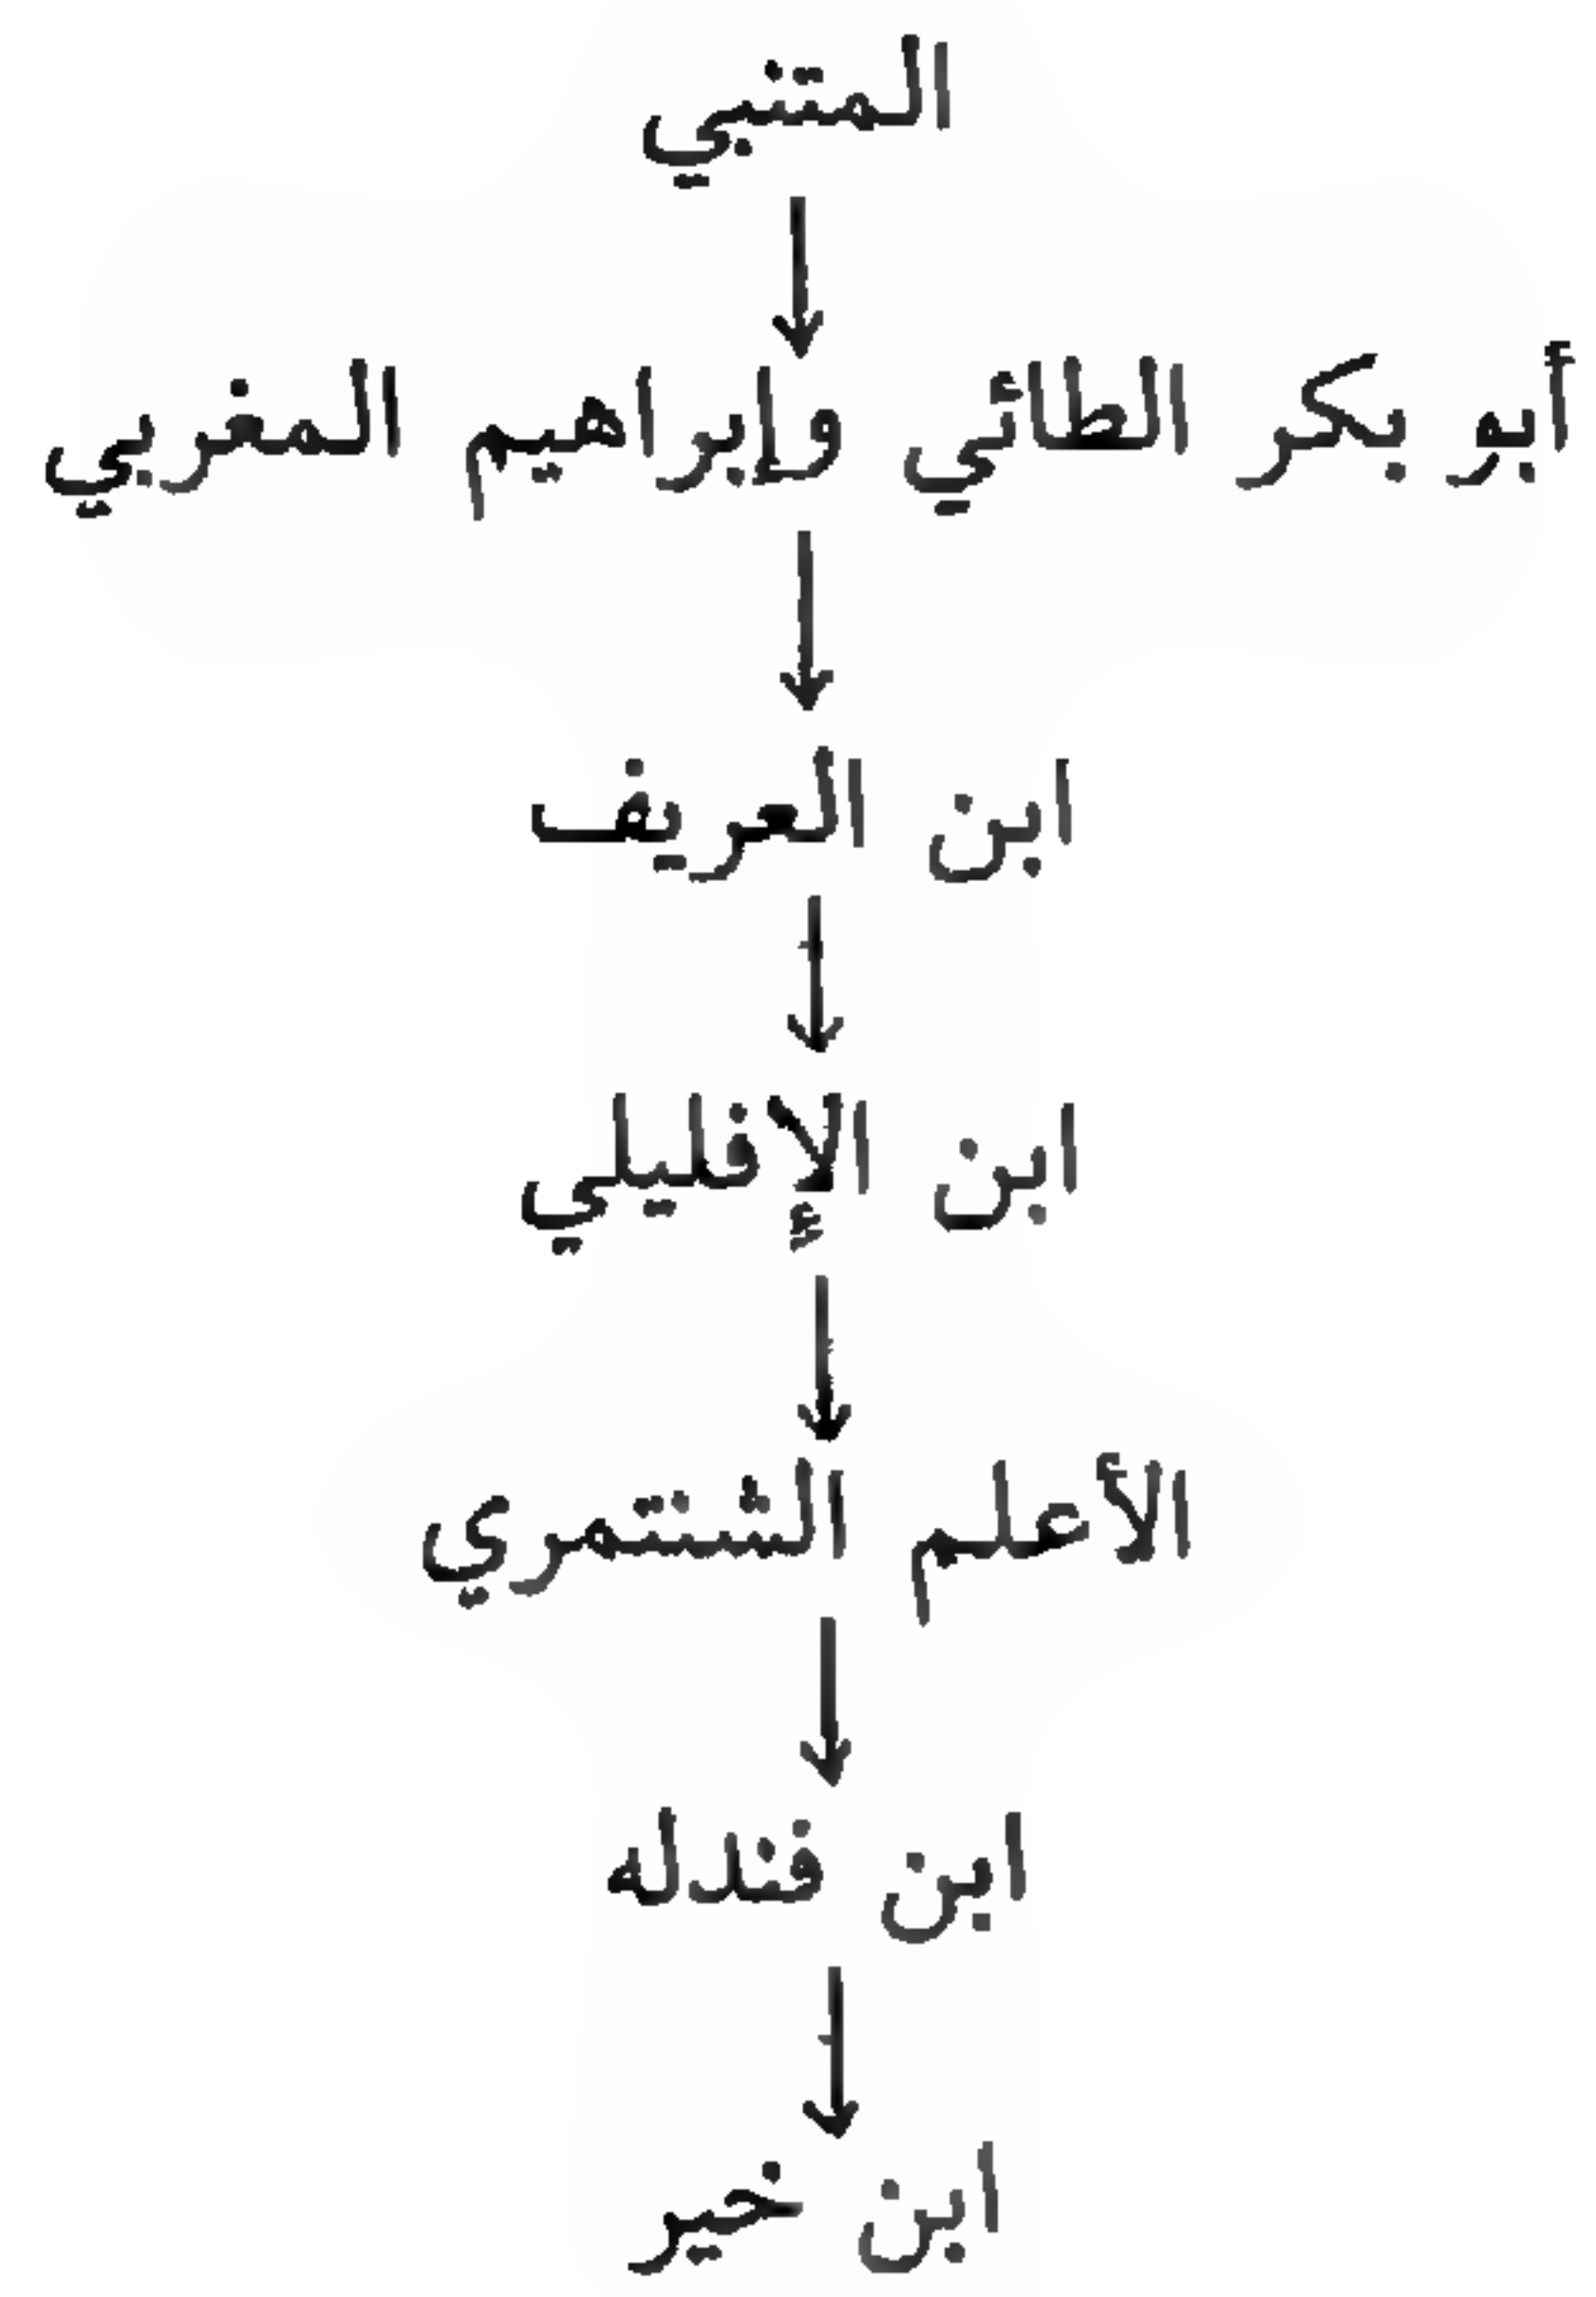 المتنبي
أبو بكر الطائي وإبراهيم المغربي
ابن العريف
ابن الإفليلي
الأعلم الشنتمري
ابن فندله
ابن خير